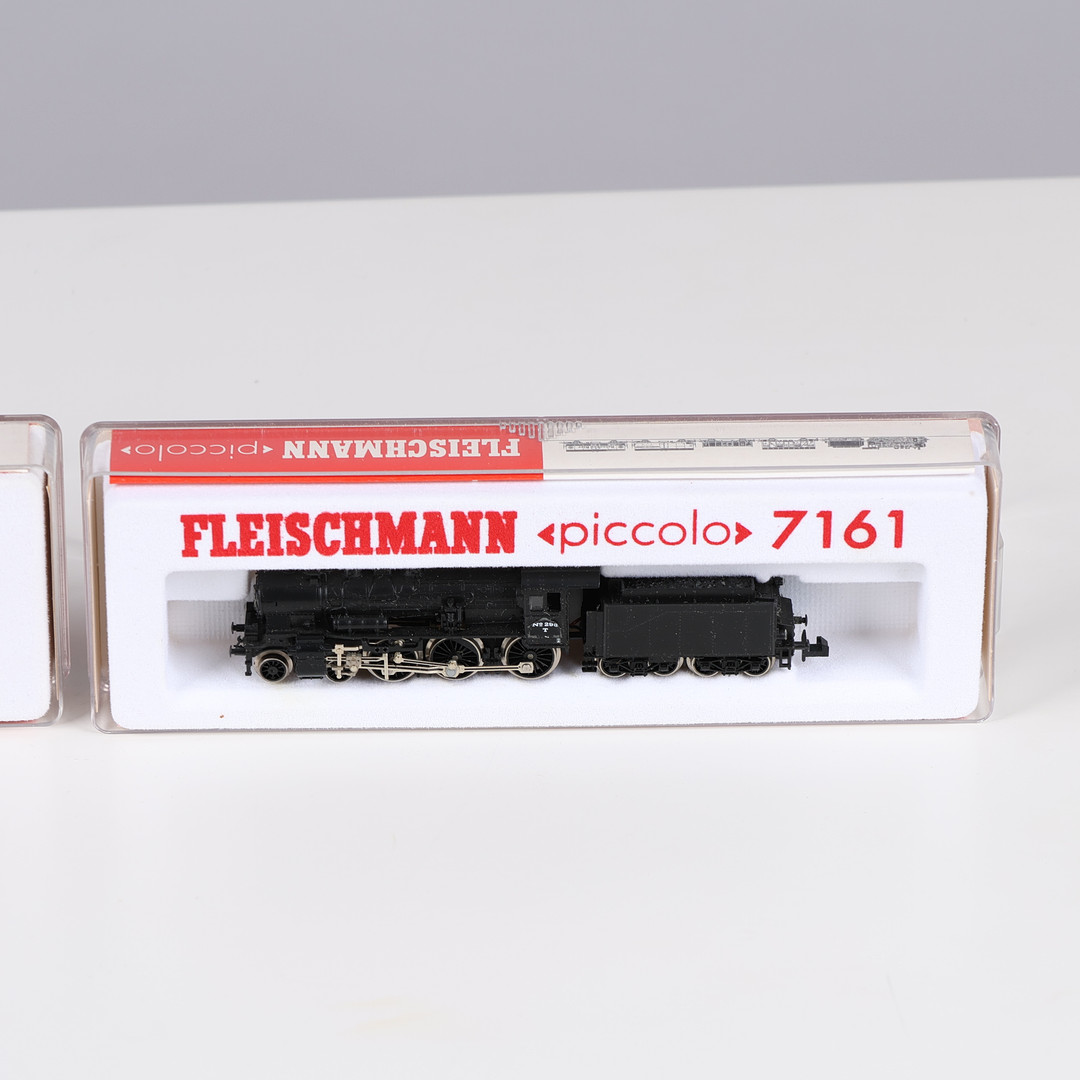 FLEISCHMANN ◂piccolo▸
FLEISCHMANN ◂piccolo▸ 7161
T